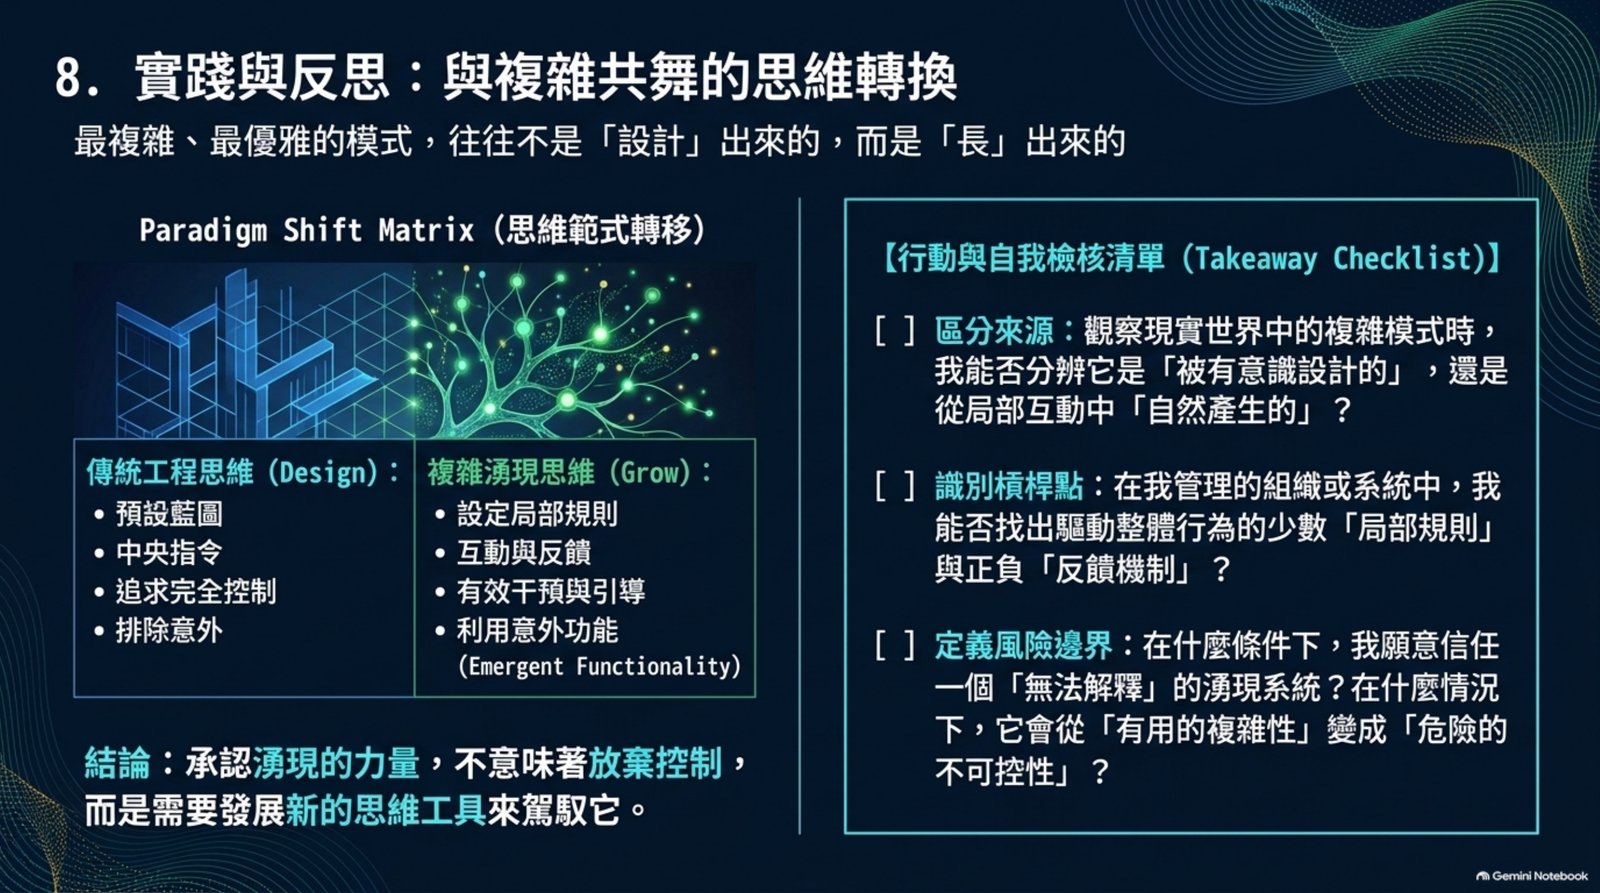 8. 實踐與反思：與複雜共舞的思維轉換
最複雜、最優雅的模式，往往不是「設計」出來的，而是「長」出來的
Paradigm Shift Matrix（思維範式轉移）
傳統工程思維（Design）：
• 預設藍圖
• 中央指令
• 追求完全控制
• 排除意外
複雜湧現思維（Grow）：
• 設定局部規則
• 互動與反饋
• 有效干預與引導
• 利用意外功能
（Emergent Functionality）
結論：承認湧現的力量，不意味著放棄控制，
而是需要發展新的思維工具來駕馭它。
【行動與自我檢核清單（Takeaway Checklist）】
[ ] 區分來源：觀察現實世界中的複雜模式時，
我能否分辨它是「被有意識設計的」，還是
從局部互動中「自然產生的」？
[ ] 識別槓桿點：在我管理的組織或系統中，我
能否找出驅動整體行為的少數「局部規則」
與正負「反饋機制」？
[ ] 定義風險邊界：在什麼條件下，我願意信任
一個「無法解釋」的湧現系統？在什麼情況
下，它會從「有用的複雜性」變成「危險的
不可控性」？
Gemini Notebook